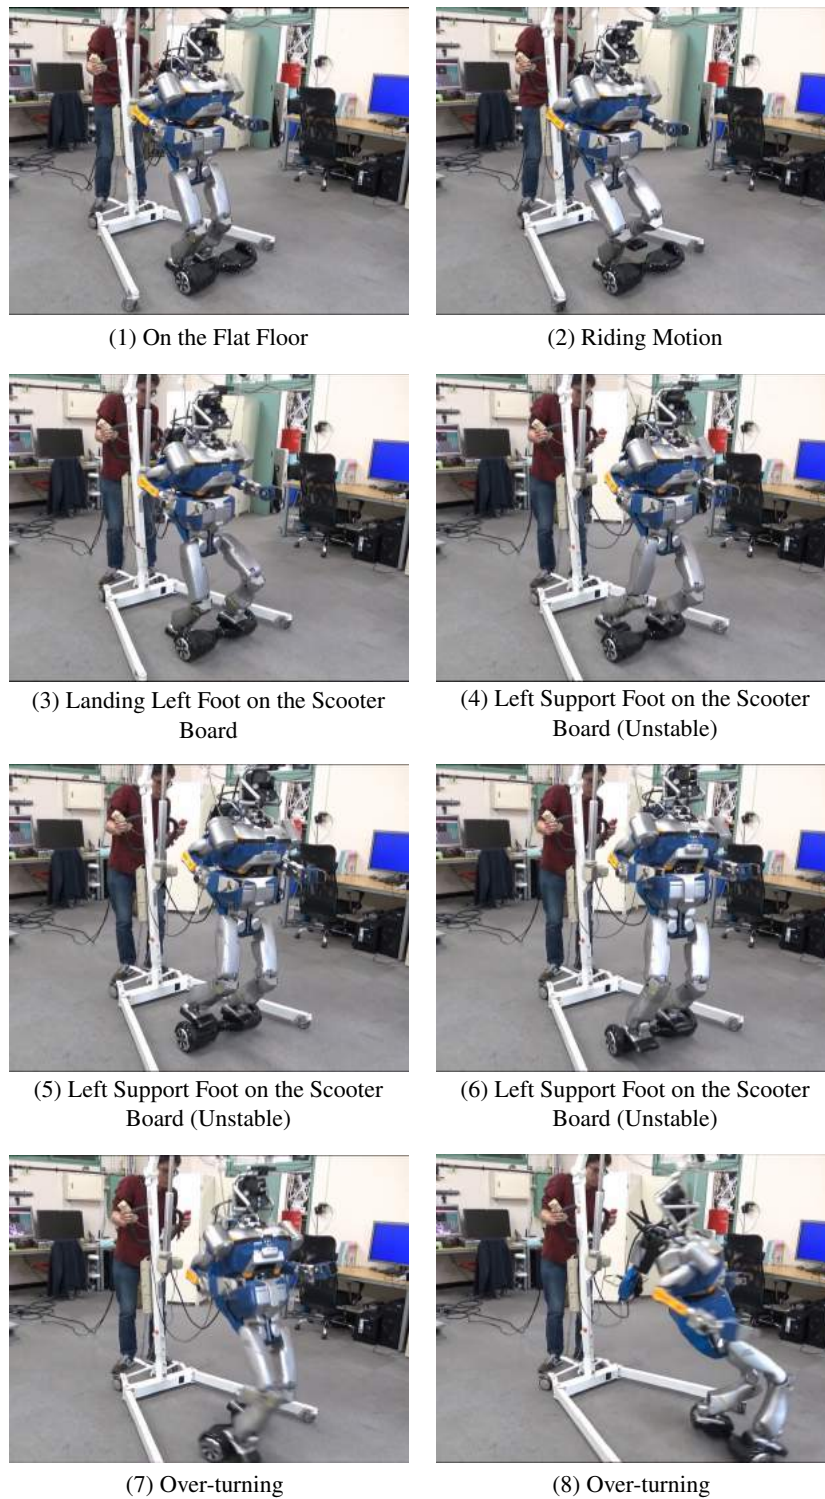 (1) On the Flat Floor
(2) Riding Motion
(3) Landing Left Foot on the Scooter
Board
(4) Left Support Foot on the Scooter
Board (Unstable)
(5) Left Support Foot on the Scooter
Board (Unstable)
(6) Left Support Foot on the Scooter
Board (Unstable)
(7) Over-turning
(8) Over-turning